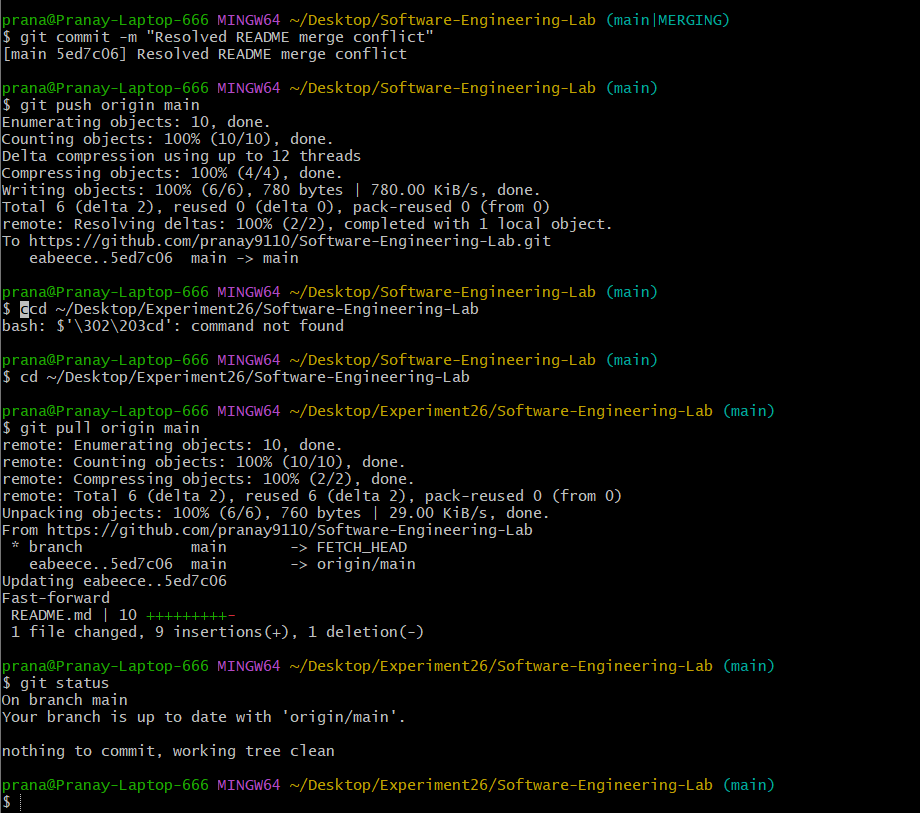 prana@Pranay-Laptop-666 MINGW64 ~/Desktop/Software-Engineering-Lab (main|MERGING)
$ git commit -m "Resolved README merge conflict"
[main 5ed7c06] Resolved README merge conflict

prana@Pranay-Laptop-666 MINGW64 ~/Desktop/Software-Engineering-Lab (main)
$ git push origin main
Enumerating objects: 10, done.
Counting objects: 100% (10/10), done.
Delta compression using up to 12 threads
Compressing objects: 100% (4/4), done.
Writing objects: 100% (6/6), 780 bytes | 780.00 KiB/s, done.
Total 6 (delta 2), reused 0 (delta 0), pack-reused 0 (from 0)
remote: Resolving deltas: 100% (2/2), completed with 1 local object.
To https://github.com/pranay9110/Software-Engineering-Lab.git
   eabeece..5ed7c06  main -> main

prana@Pranay-Laptop-666 MINGW64 ~/Desktop/Software-Engineering-Lab (main)
$ ccd ~/Desktop/Experiment26/Software-Engineering-Lab
bash: $'\302\203cd': command not found

prana@Pranay-Laptop-666 MINGW64 ~/Desktop/Software-Engineering-Lab (main)
$ cd ~/Desktop/Experiment26/Software-Engineering-Lab

prana@Pranay-Laptop-666 MINGW64 ~/Desktop/Experiment26/Software-Engineering-Lab (main)
$ git pull origin main
remote: Enumerating objects: 10, done.
remote: Counting objects: 100% (10/10), done.
remote: Compressing objects: 100% (2/2), done.
remote: Total 6 (delta 2), reused 6 (delta 2), pack-reused 0 (from 0)
Unpacking objects: 100% (6/6), 760 bytes | 29.00 KiB/s, done.
From https://github.com/pranay9110/Software-Engineering-Lab
 * branch            main       -> FETCH_HEAD
   eabeece..5ed7c06  main       -> origin/main
Updating eabeece..5ed7c06
Fast-forward
 README.md | 10 +++++++++-
 1 file changed, 9 insertions(+), 1 deletion(-)

prana@Pranay-Laptop-666 MINGW64 ~/Desktop/Experiment26/Software-Engineering-Lab (main)
$ git status
On branch main
Your branch is up to date with 'origin/main'.

nothing to commit, working tree clean

prana@Pranay-Laptop-666 MINGW64 ~/Desktop/Experiment26/Software-Engineering-Lab (main)
$